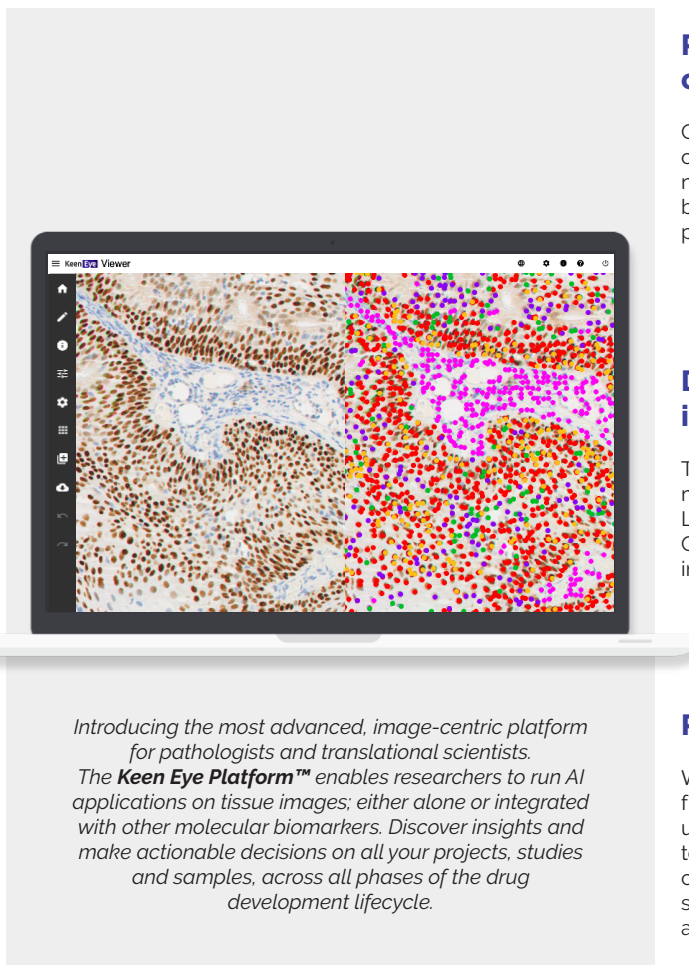 KeenEye Viewer
Introducing the most advanced, image-centric platform
for pathologists and translational scientists.
The Keen Eye Platform™ enables researchers to run AI
applications on tissue images; either alone or integrated
with other molecular biomarkers. Discover insights and
make actionable decisions on all your projects, studies
and samples, across all phases of the drug
development lifecycle.